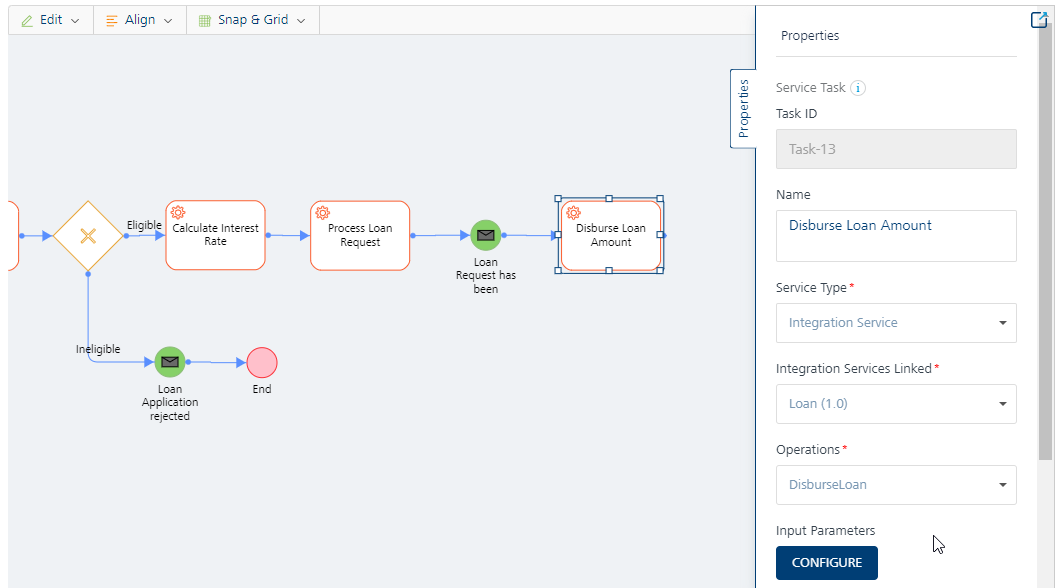 Edit
Align
Snap & Grid
Eligible
Calculate Interest
Rate
Process Loan
Request
Loan
Request has
been
Disburse Loan
Amount
Ineligible
Loan
Application
rejected
End
Properties
Properties
Service Task
Task ID
Task-13
Name
Disburse Loan Amount
Service Type*
Integration Service
Integration Services Linked*
Loan (1.0)
Operations*
DisburseLoan
Input Parameters
CONFIGURE